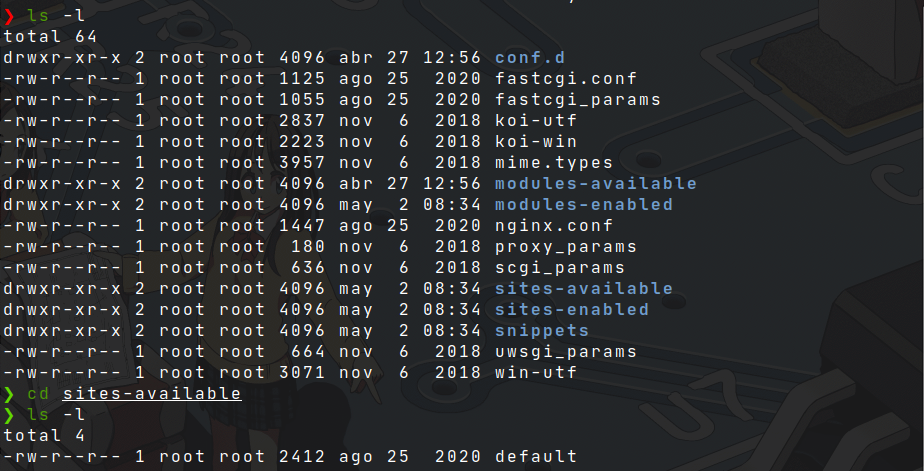 ❯ ls -l
total 64
drwxr-xr-x 2 root root 4096 abr 27 12:56 conf.d
-rw-r--r-- 1 root root 1125 ago 25  2020 fastcgi.conf
-rw-r--r-- 1 root root 1055 ago 25  2020 fastcgi_params
-rw-r--r-- 1 root root 2837 nov  6  2018 koi-utf
-rw-r--r-- 1 root root 2223 nov  6  2018 koi-win
-rw-r--r-- 1 root root 3957 nov  6  2018 mime.types
drwxr-xr-x 2 root root 4096 abr 27 12:56 modules-available
drwxr-xr-x 2 root root 4096 may  2 08:34 modules-enabled
-rw-r--r-- 1 root root 1447 ago 25  2020 nginx.conf
-rw-r--r-- 1 root root  180 nov  6  2018 proxy_params
-rw-r--r-- 1 root root  636 nov  6  2018 scgi_params
drwxr-xr-x 2 root root 4096 may  2 08:34 sites-available
drwxr-xr-x 2 root root 4096 may  2 08:34 sites-enabled
drwxr-xr-x 2 root root 4096 may  2 08:34 snippets
-rw-r--r-- 1 root root  664 nov  6  2018 uwsgi_params
-rw-r--r-- 1 root root 3071 nov  6  2018 win-utf
❯ cd sites-available
❯ ls -l
total 4
-rw-r--r-- 1 root root 2412 ago 25  2020 default